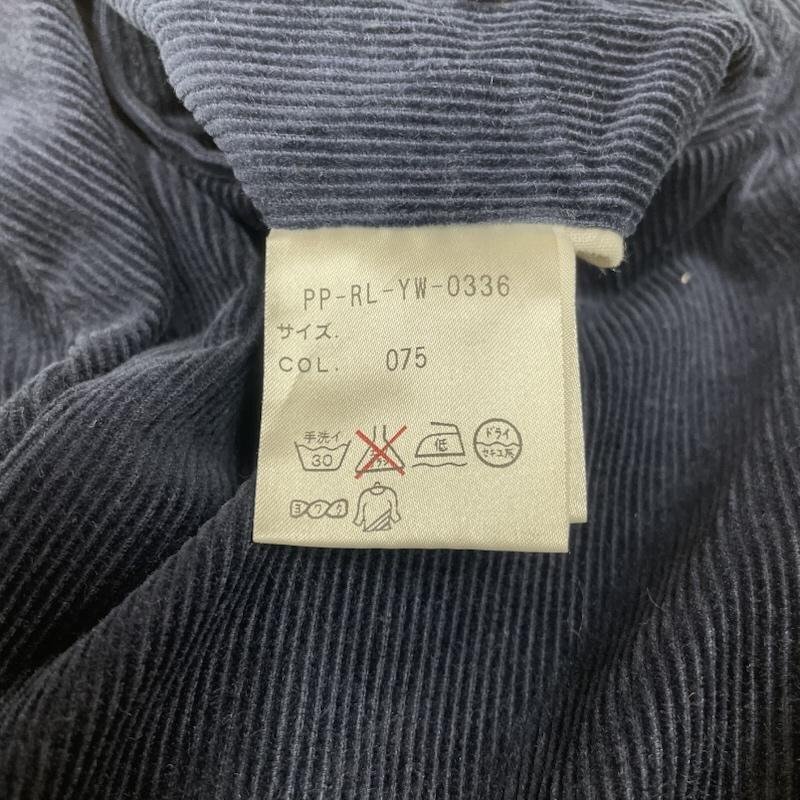 PP-RL-YW-0336
サイズ.
COL. 075
手洗イ 低 ドライ
30 セキユ系
ヨワク